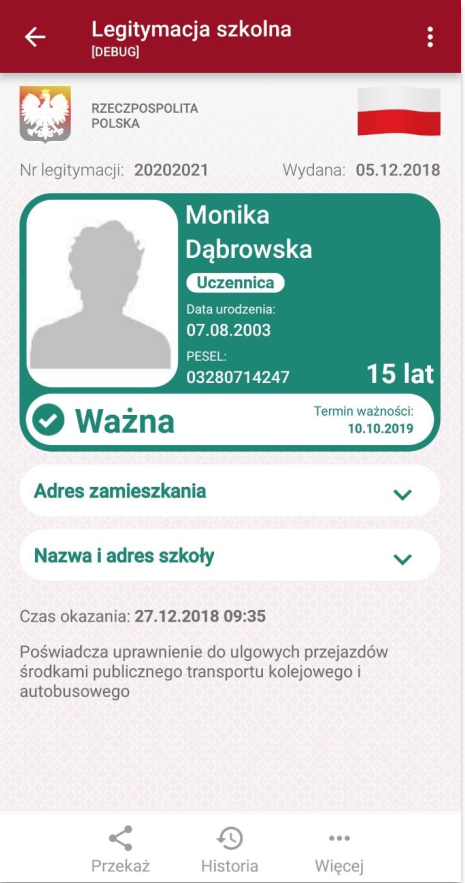 Legitymacja szkolna
[DEBUG]
RZECZPOSPOLITA
POLSKA
Nr legitymacji: 20202021 Wydana: 05.12.2018
Monika
Dąbrowska
Uczennica
Data urodzenia:
07.08.2003
PESEL:
03280714247
15 lat
Ważna
Termin ważności:
10.10.2019
Adres zamieszkania
Nazwa i adres szkoły
Czas okazania: 27.12.2018 09:35
Poświadcza uprawnienie do ulgowych przejazdów
środkami publicznego transportu kolejowego i
autobusowego
Przekaż Historia Więcej